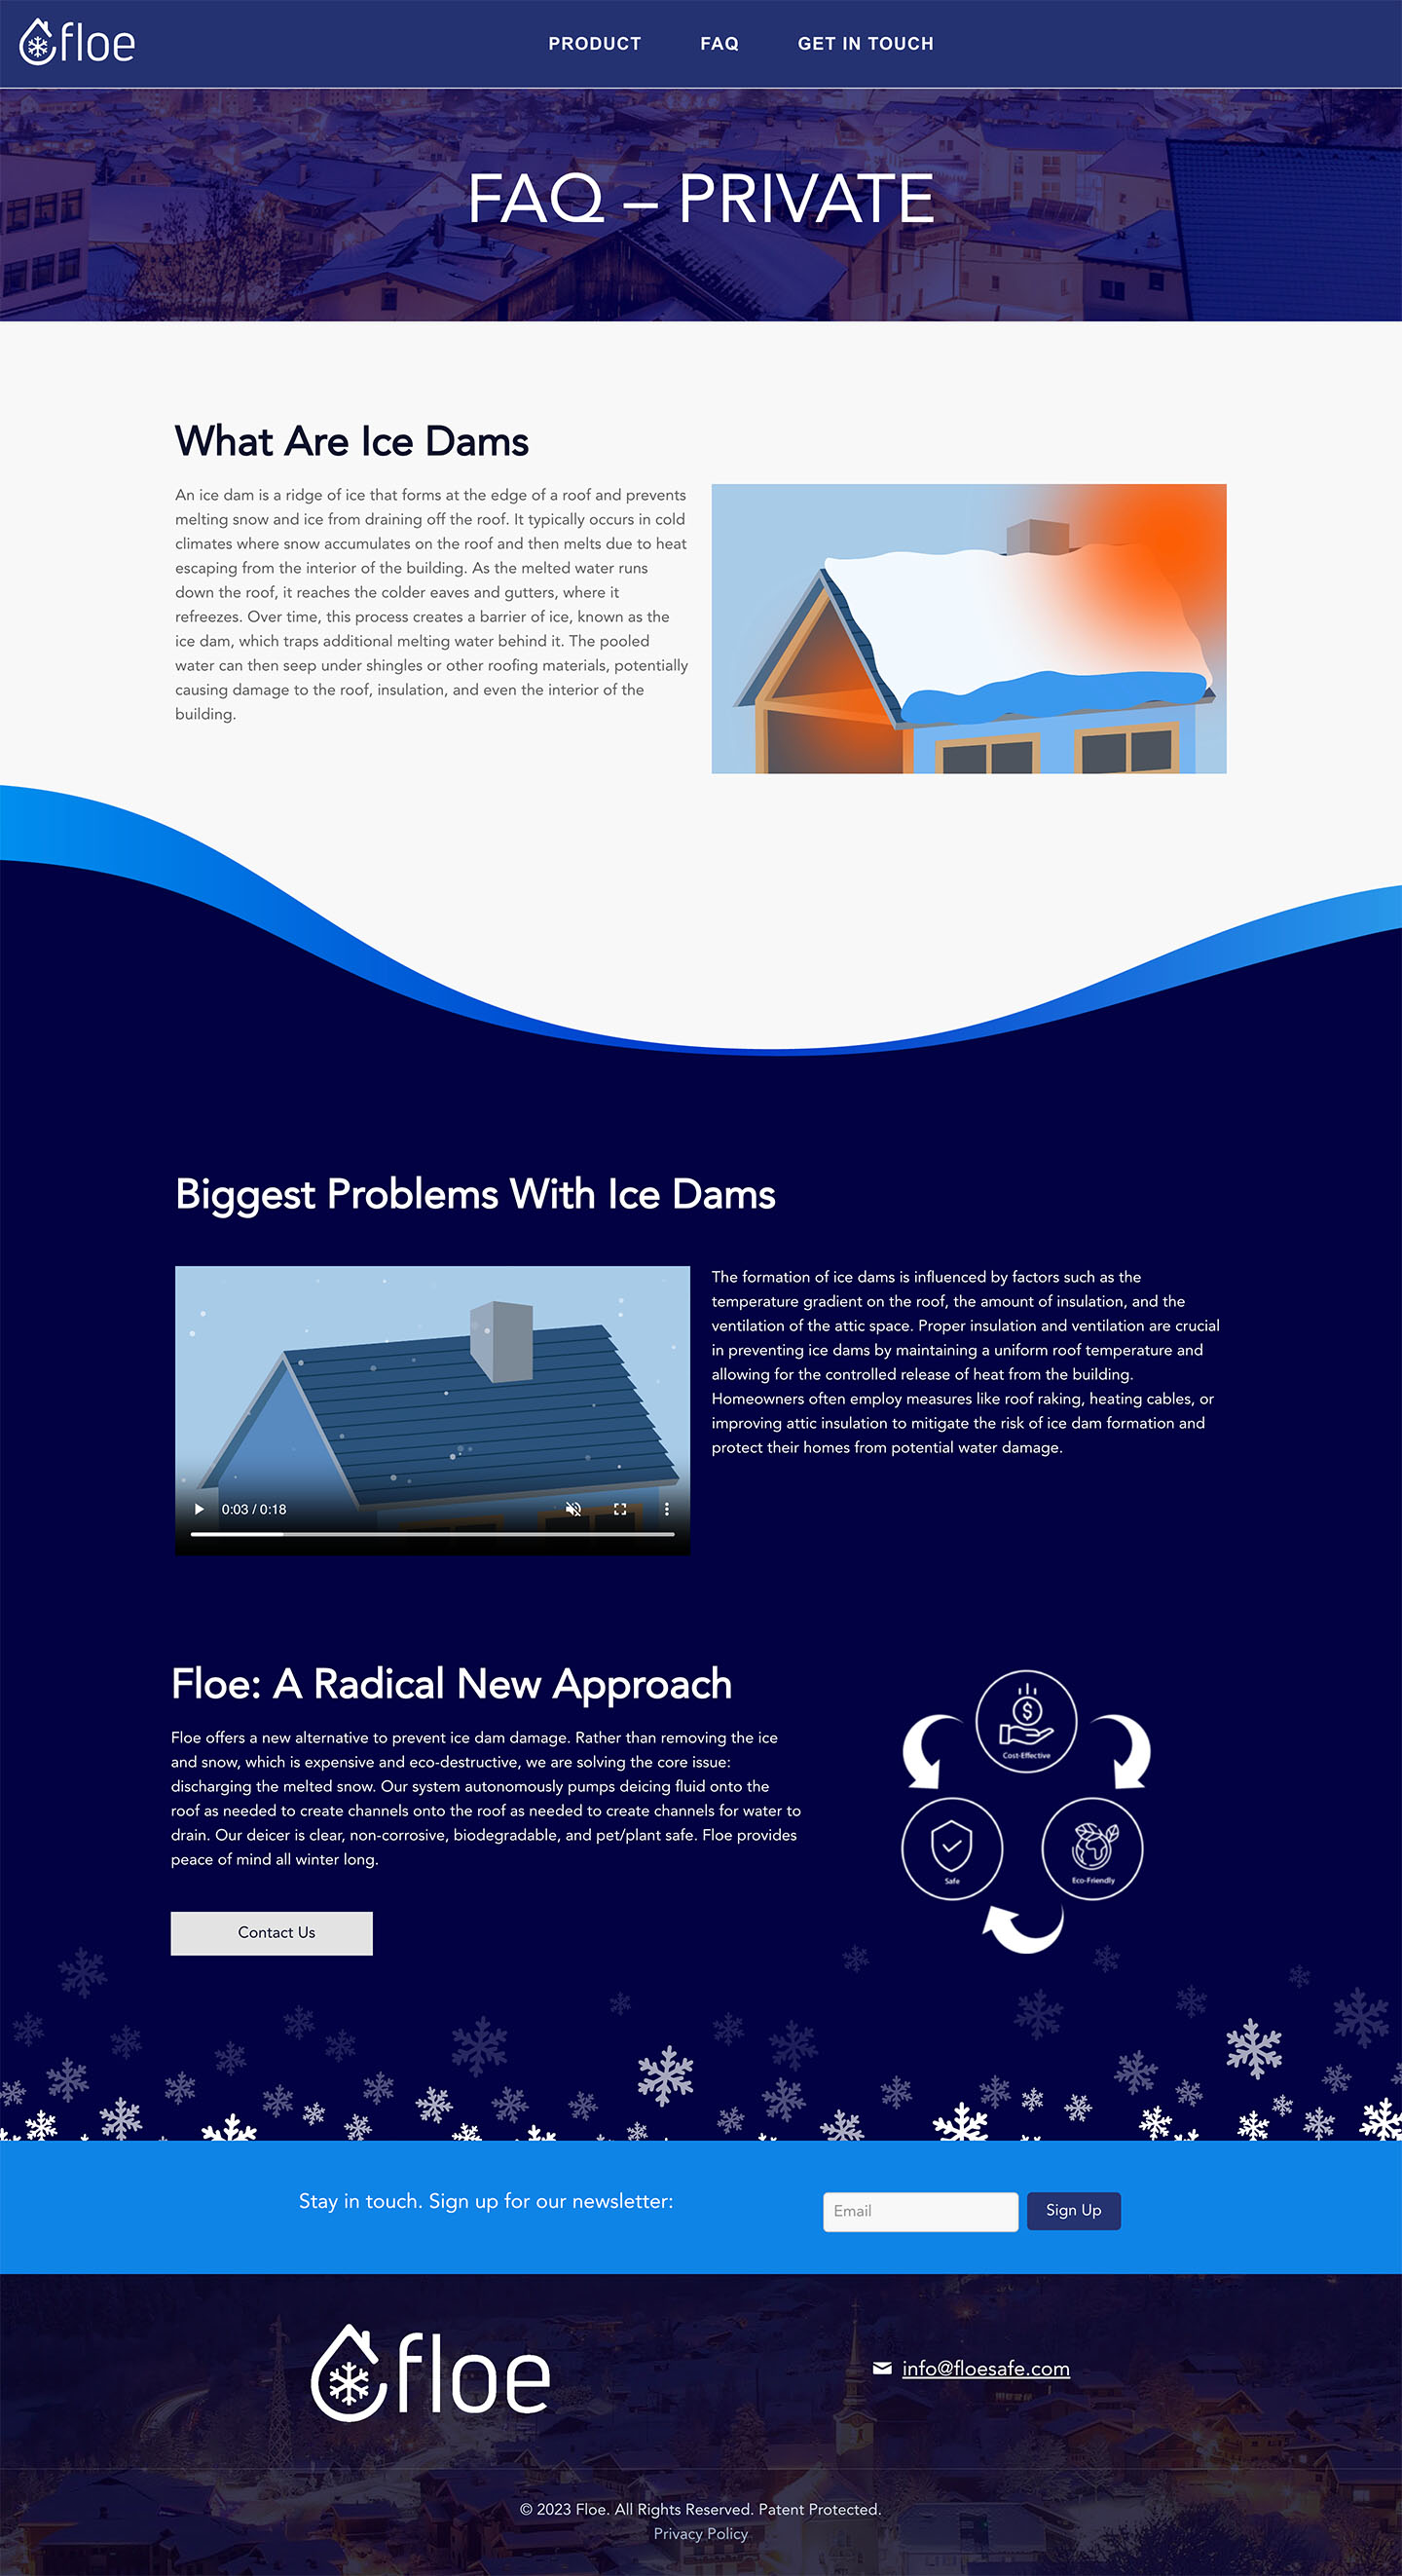 floe
PRODUCT FAQ GET IN TOUCH
FAQ – PRIVATE
What Are Ice Dams
An ice dam is a ridge of ice that forms at the edge of a roof and prevents
melting snow and ice from draining off the roof. It typically occurs in cold
climates where snow accumulates on the roof and then melts due to heat
escaping from the interior of the building. As the melted water runs
down the roof, it reaches the colder eaves and gutters, where it
refreezes. Over time, this process creates a barrier of ice, known as the
ice dam, which traps additional melting water behind it. The pooled
water can then seep under shingles or other roofing materials, potentially
causing damage to the roof, insulation, and even the interior of the
building.
Biggest Problems With Ice Dams
0:03 / 0:18
The formation of ice dams is influenced by factors such as the
temperature gradient on the roof, the amount of insulation, and the
ventilation of the attic space. Proper insulation and ventilation are crucial
in preventing ice dams by maintaining a uniform roof temperature and
allowing for the controlled release of heat from the building.
Homeowners often employ measures like roof raking, heating cables, or
improving attic insulation to mitigate the risk of ice dam formation and
protect their homes from potential water damage.
Floe: A Radical New Approach
Floe offers a new alternative to prevent ice dam damage. Rather than removing the ice
and snow, which is expensive and eco-destructive, we are solving the core issue:
discharging the melted snow. Our system autonomously pumps deicing fluid onto the
roof as needed to create channels onto the roof as needed to create channels for water to
drain. Our deicer is clear, non-corrosive, biodegradable, and pet/plant safe. Floe provides
peace of mind all winter long.
Contact Us
$
Cost-Effective
Safe
Eco-Friendly
Stay in touch. Sign up for our newsletter:
Email
Sign Up
floe
info@floesafe.com
© 2023 Floe. All Rights Reserved. Patent Protected.
Privacy Policy